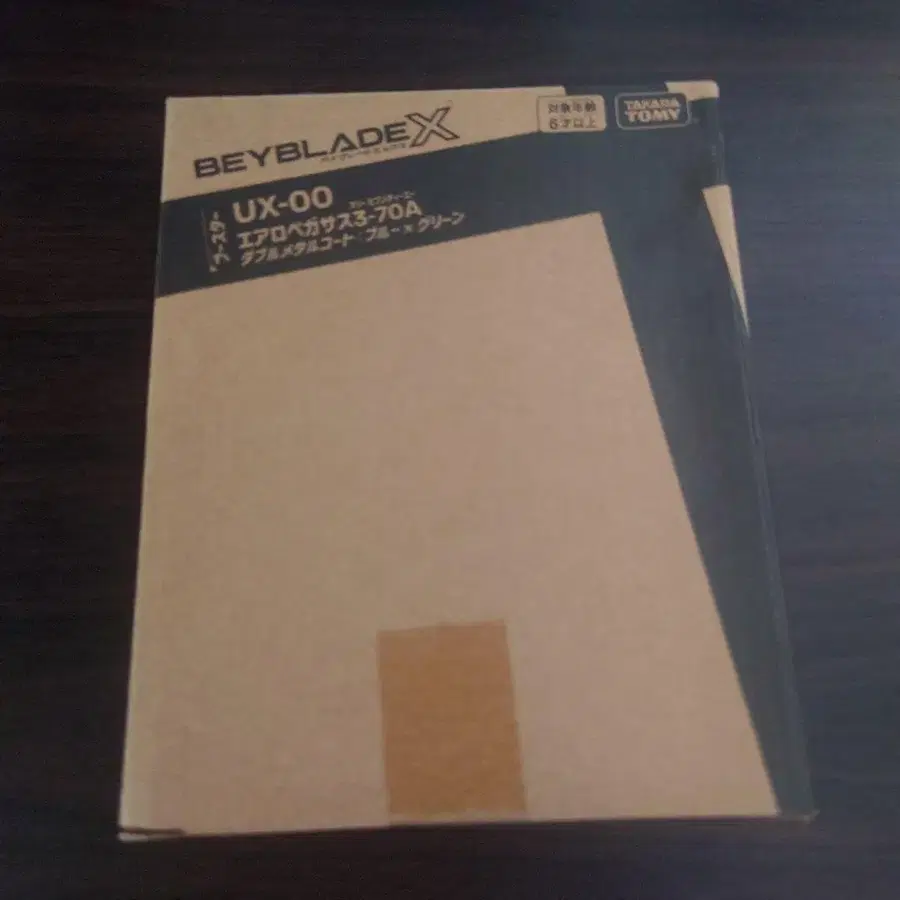 BEYBLADE X
ベイブレードエックス
対象年齢
6才以上
TAKARA
TOMY
ブースター
UX-00
エアロペガサス3-70A
ダブルメタルコート:ブルー×グリーン